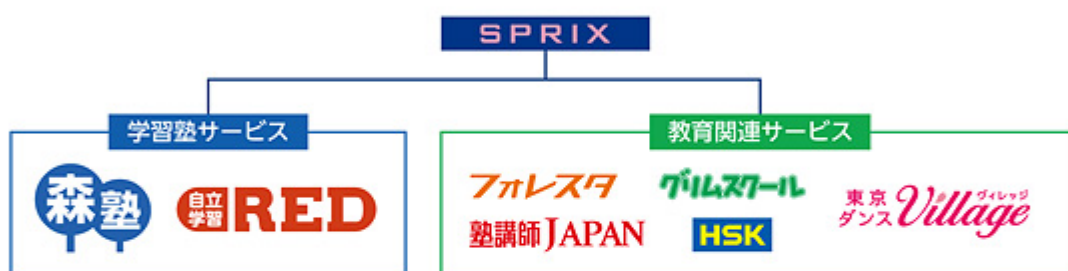 SPRIX
学習塾サービス
教育関連サービス
森塾
自立
学習
RED
フォレスタ
グリムスクール
塾講師JAPAN
HSK
東京
ダンス
Village
ヴィレッジ